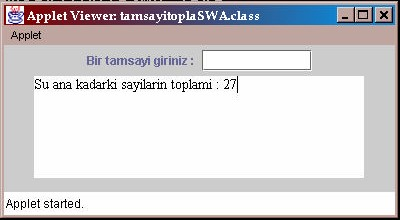 Applet Viewer: tamsayitoplaSWA.class
Applet
Bir tamsayi giriniz :
Su ana kadarki sayilarin toplami : 27
Applet started.